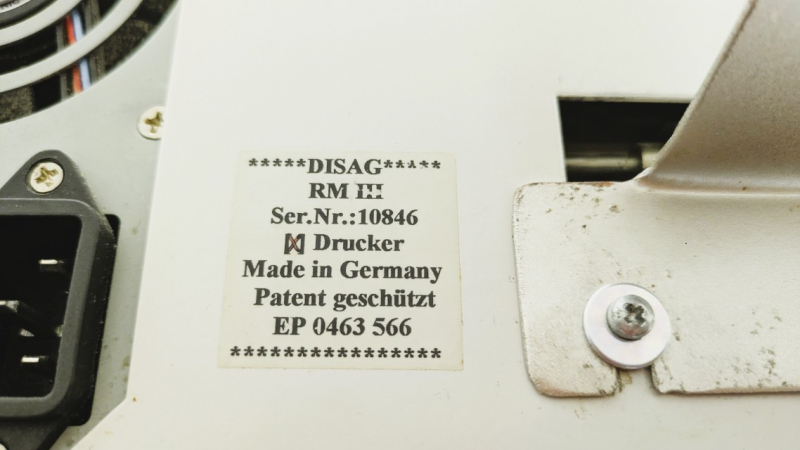 *****DISAG*****
RM III
Ser.Nr.:10846
☒ Drucker
Made in Germany
Patent geschützt
EP 0463 566
****************